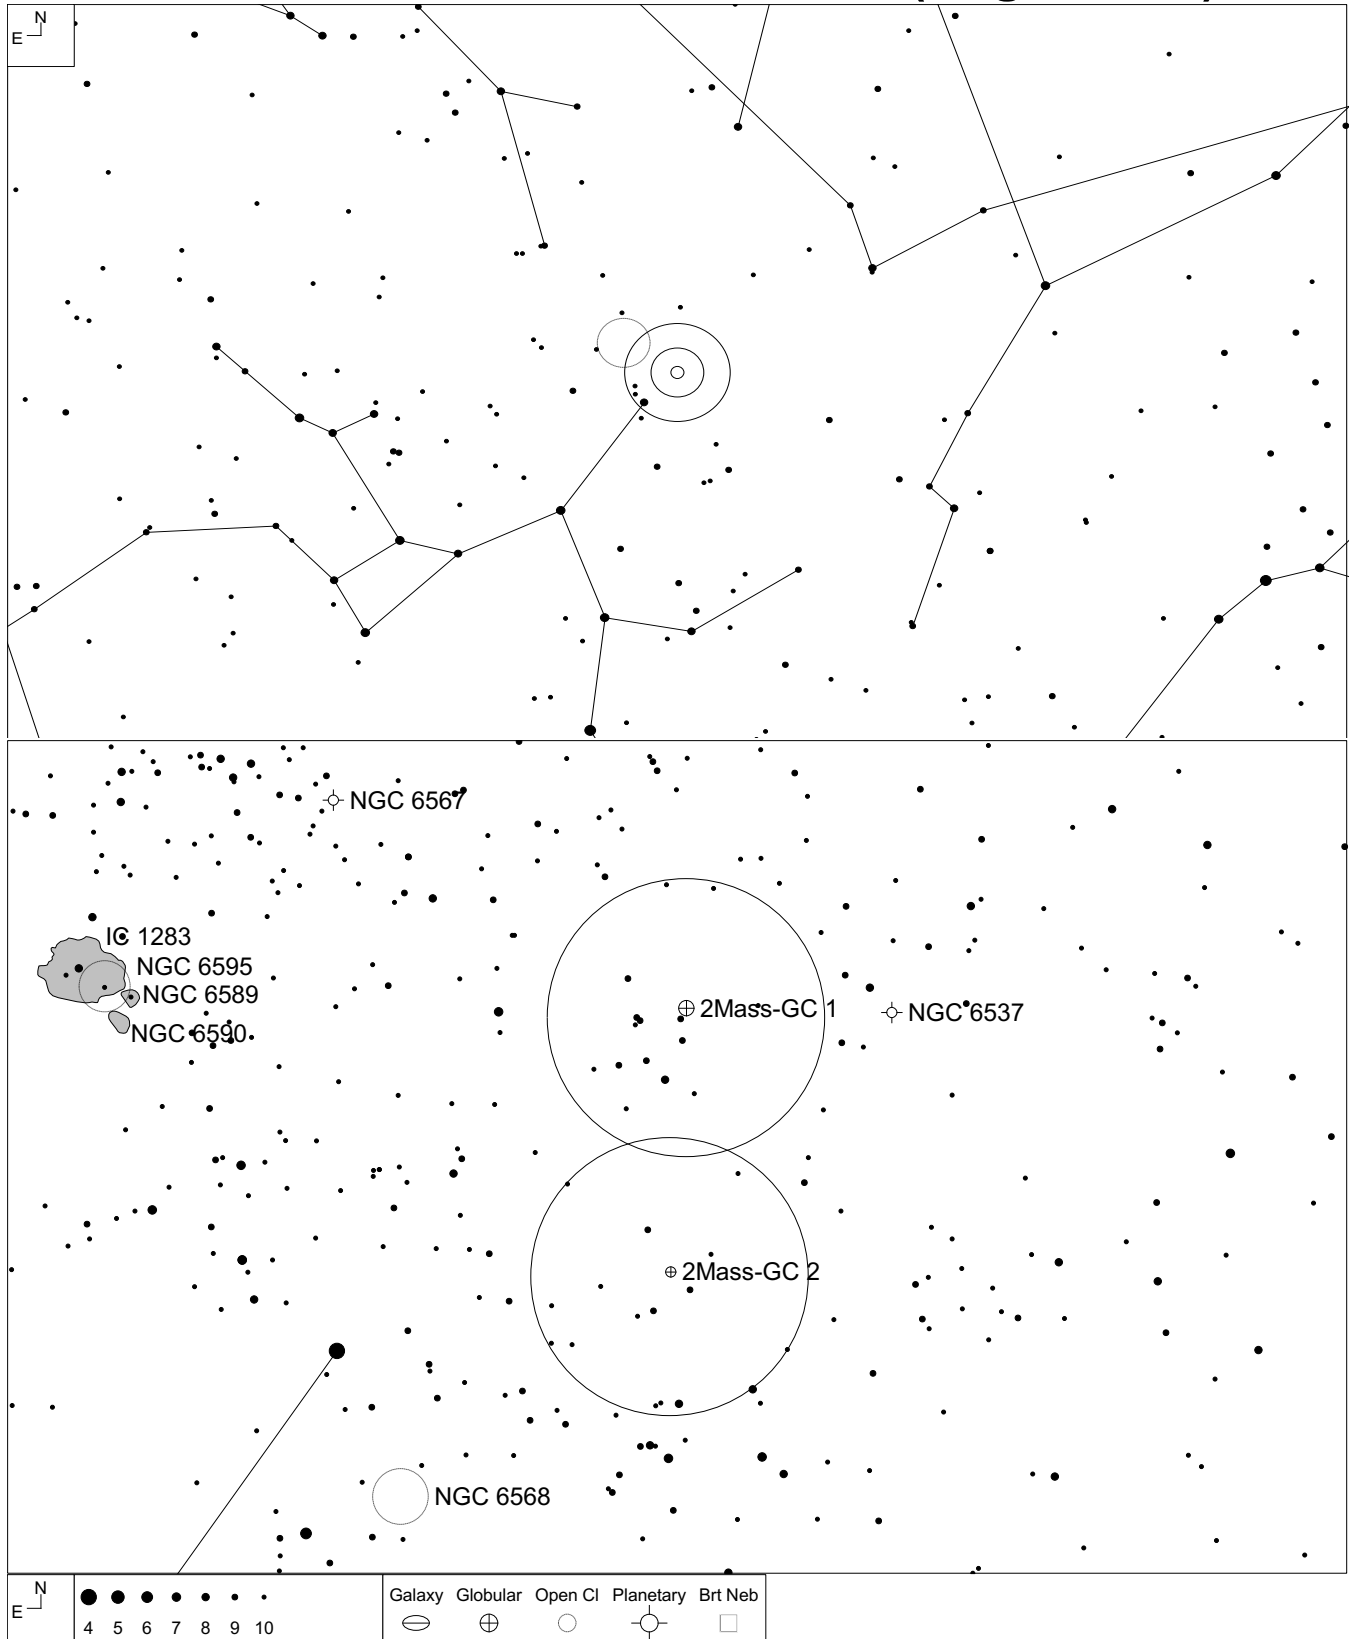 N
E
NGC 6567
IC 1283
NGC 6595
NGC 6589
NGC 6590
2Mass-GC 1
NGC 6537
2Mass-GC 2
NGC 6568
N
E
4 5 6 7 8 9 10
Galaxy Globular Open Cl Planetary Brt Neb